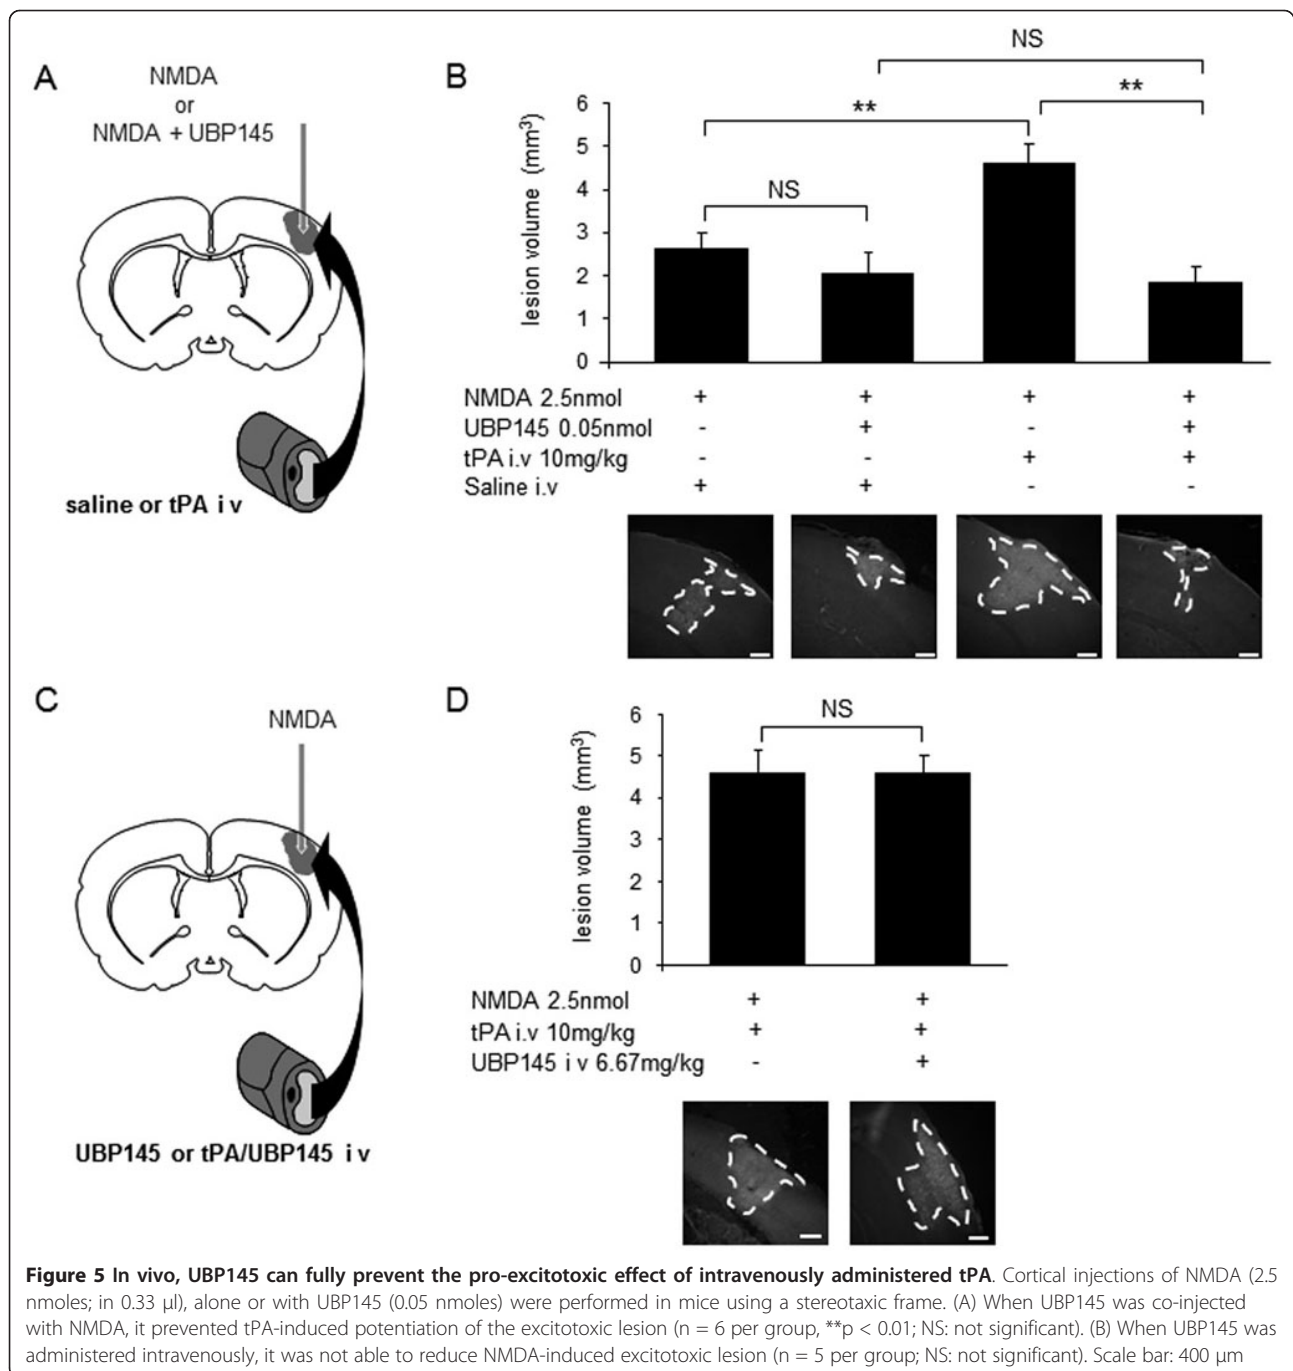 A
NMDA
or
NMDA + UBP145
saline or tPA i v
B
NS
**
**
NS
lesion volume (mm³)
6
5
4
3
2
1
0
NMDA 2.5nmol + + + +
UBP145 0.05nmol - + - +
tPA i.v 10mg/kg - - + +
Saline i.v + + - -
C
NMDA
UBP145 or tPA/UBP145 i v
D
NS
lesion volume (mm³)
6
5
4
3
2
1
0
NMDA 2.5nmol + +
tPA i.v 10mg/kg + +
UBP145 i v 6.67mg/kg - +
Figure 5 In vivo, UBP145 can fully prevent the pro-excitotoxic effect of intravenously administered tPA. Cortical injections of NMDA (2.5
nmoles; in 0.33 μl), alone or with UBP145 (0.05 nmoles) were performed in mice using a stereotaxic frame. (A) When UBP145 was co-injected
with NMDA, it prevented tPA-induced potentiation of the excitotoxic lesion (n = 6 per group, **p < 0.01; NS: not significant). (B) When UBP145 was
administered intravenously, it was not able to reduce NMDA-induced excitotoxic lesion (n = 5 per group; NS: not significant). Scale bar: 400 μm